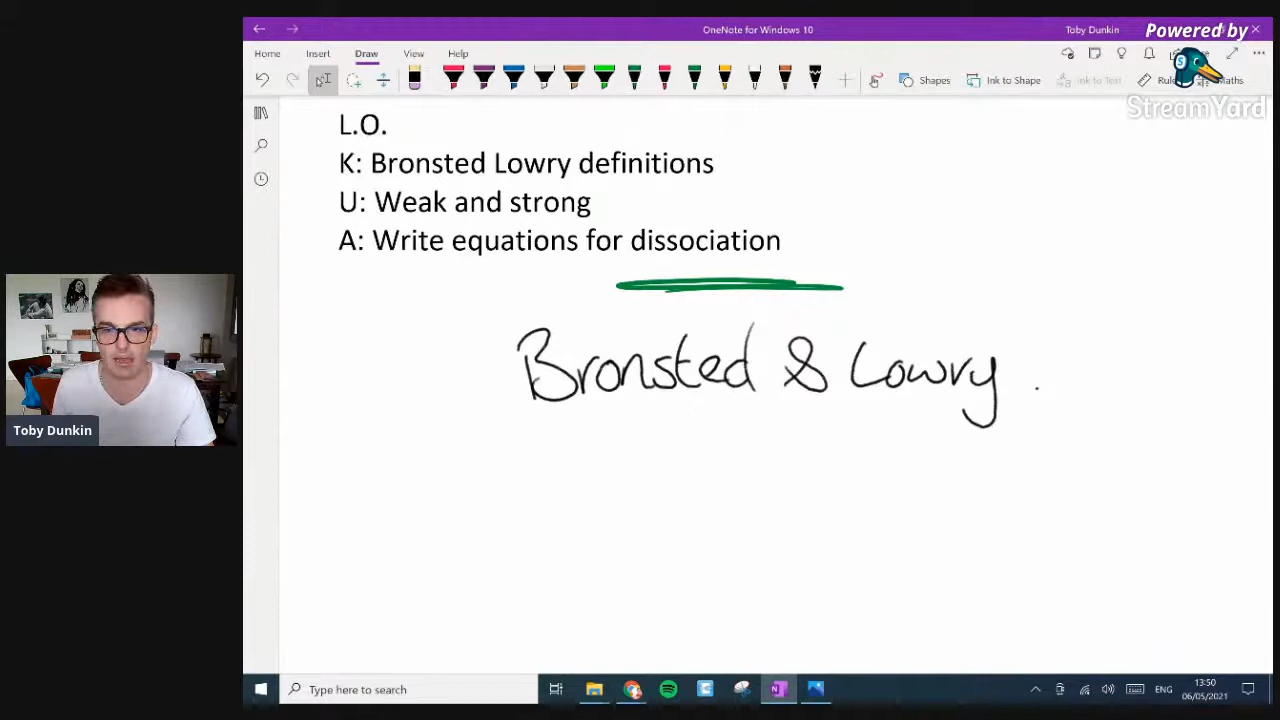 OneNote for Windows 10
Toby Dunkin
Powered by
StreamYard
Home Insert Draw View Help
Shapes Ink to Shape Ink to Text Maths
L.O.
K: Bronsted Lowry definitions
U: Weak and strong
A: Write equations for dissociation
Bronsted & Lowry .
Toby Dunkin
Type here to search
ENG
13:50
06/05/2021